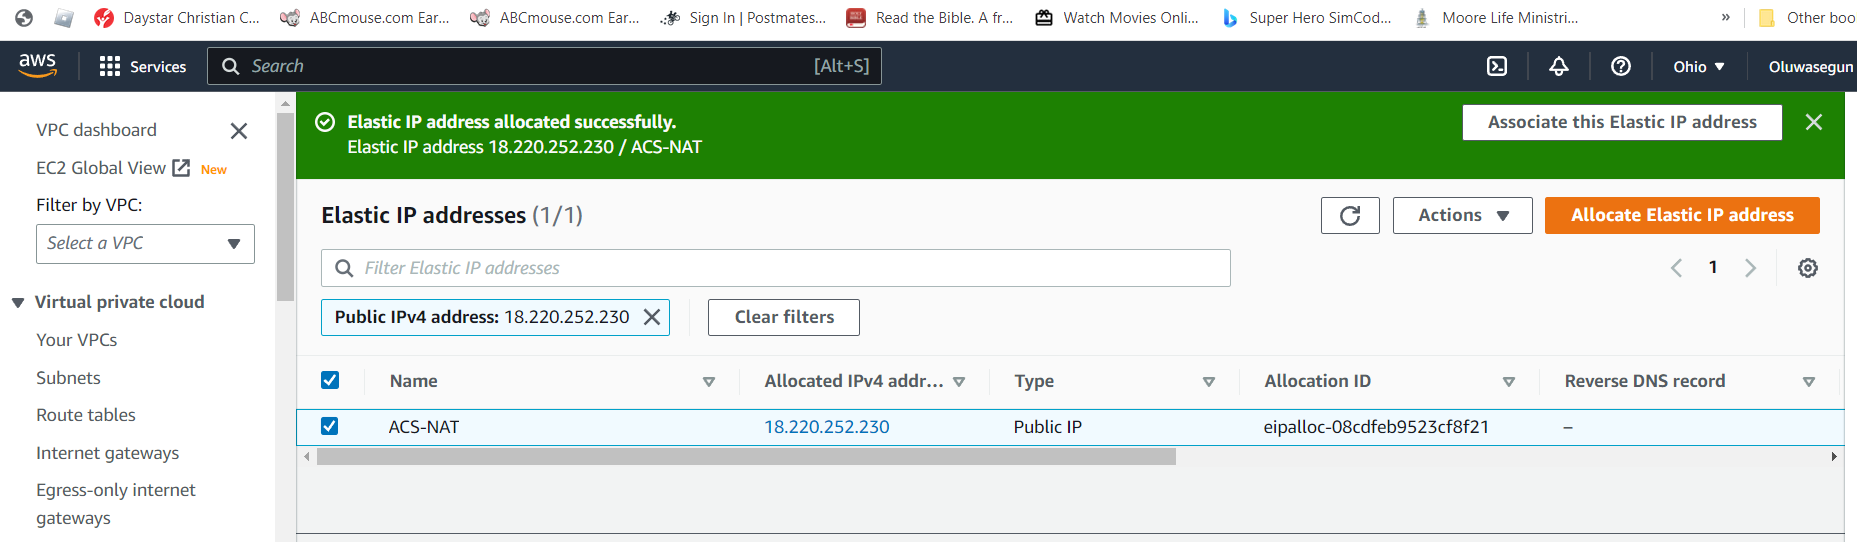 Daystar Christian C... ABCmouse.com Ear... ABCmouse.com Ear... Sign In | Postmates... Read the Bible. A fr... Watch Movies Onli... Super Hero SimCod... Moore Life Ministri... » Other boo
aws Services Search [Alt+S] Ohio Oluwasegun
VPC dashboard
EC2 Global View New
Filter by VPC:
Select a VPC
Virtual private cloud
Your VPCs
Subnets
Route tables
Internet gateways
Egress-only internet
gateways
Elastic IP address allocated successfully.
Elastic IP address 18.220.252.230 / ACS-NAT
Associate this Elastic IP address
Elastic IP addresses (1/1)
Actions
Allocate Elastic IP address
Filter Elastic IP addresses
1
Public IPv4 address: 18.220.252.230
Clear filters
Name Allocated IPv4 addr... Type Allocation ID Reverse DNS record
ACS-NAT 18.220.252.230 Public IP eipalloc-08cdfeb9523cf8f21 –